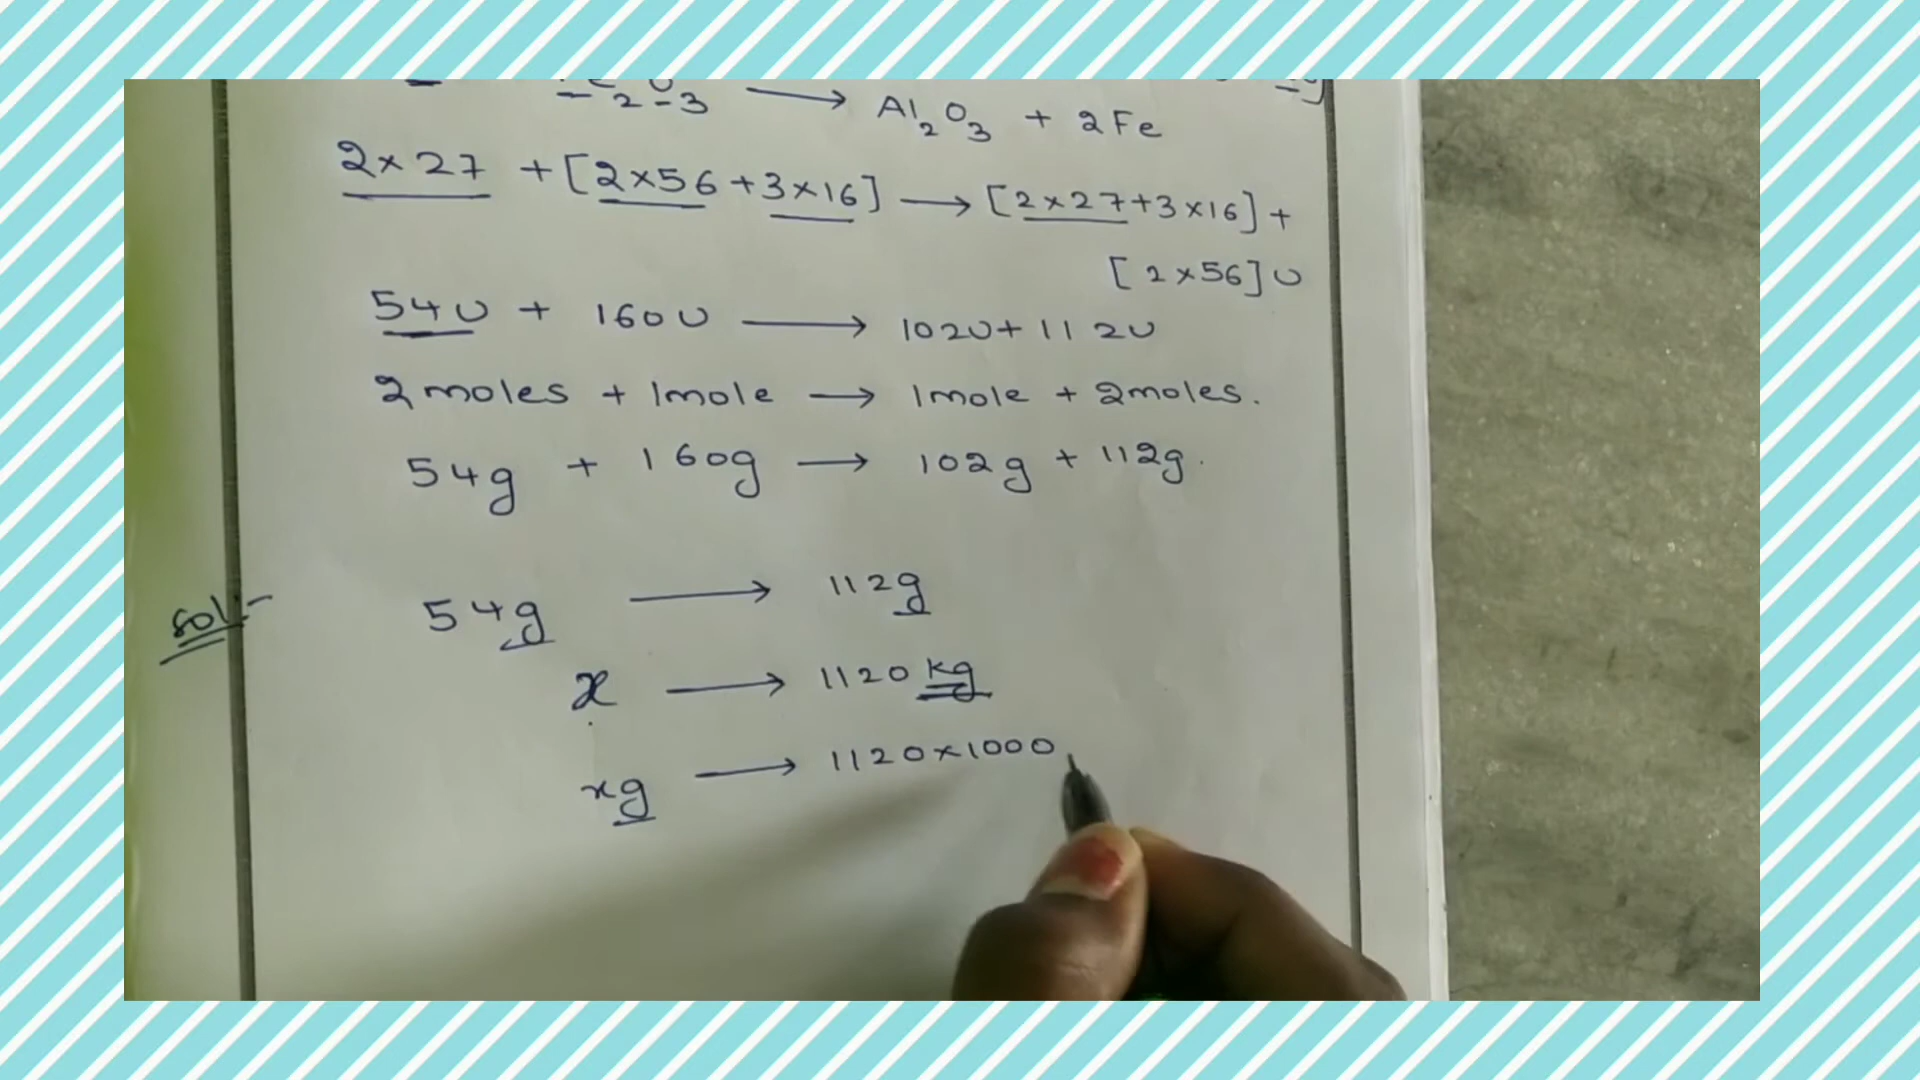 2O3 → Al2O3 + 2Fe
2×27 + [2×56+3×16] → [2×27+3×16] +
[2×56]U
54U + 160U → 102U + 112U
2moles + 1mole → 1mole + 2moles.
54g + 160g → 102g + 112g.
54g → 112g
sol:-
x → 1120 kg
xg → 1120×1000